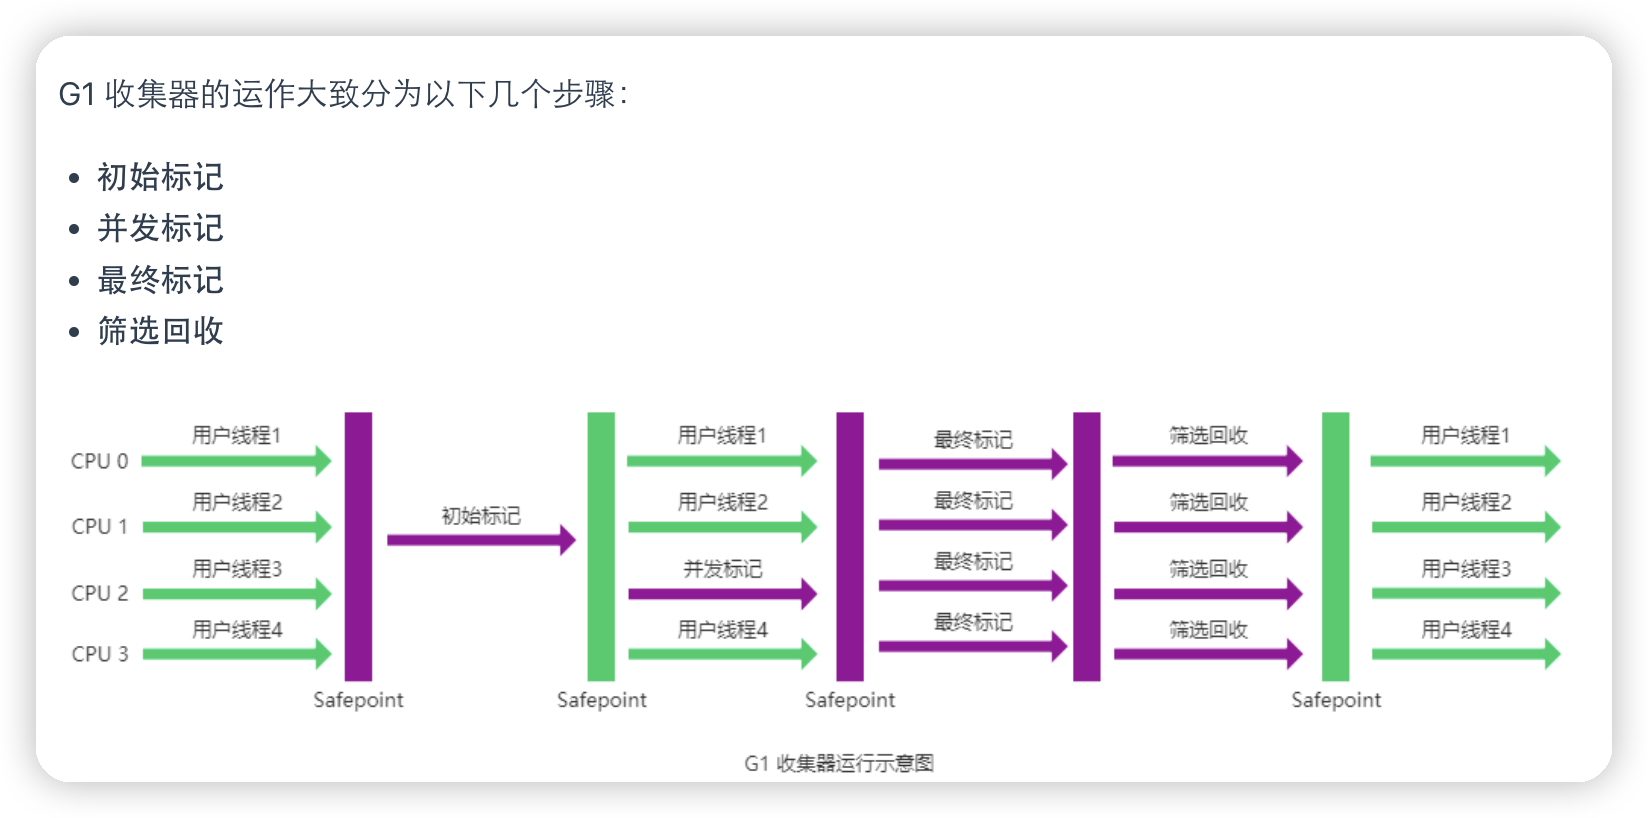 G1 收集器的运作大致分为以下几个步骤：
• 初始标记
• 并发标记
• 最终标记
• 筛选回收
用户线程1 用户线程1 最终标记 筛选回收 用户线程1
CPU 0
用户线程2 用户线程2 最终标记 筛选回收 用户线程2
CPU 1 初始标记
用户线程3 并发标记 最终标记 筛选回收 用户线程3
CPU 2
用户线程4 用户线程4 最终标记 筛选回收 用户线程4
CPU 3
Safepoint Safepoint Safepoint Safepoint
G1 收集器运行示意图